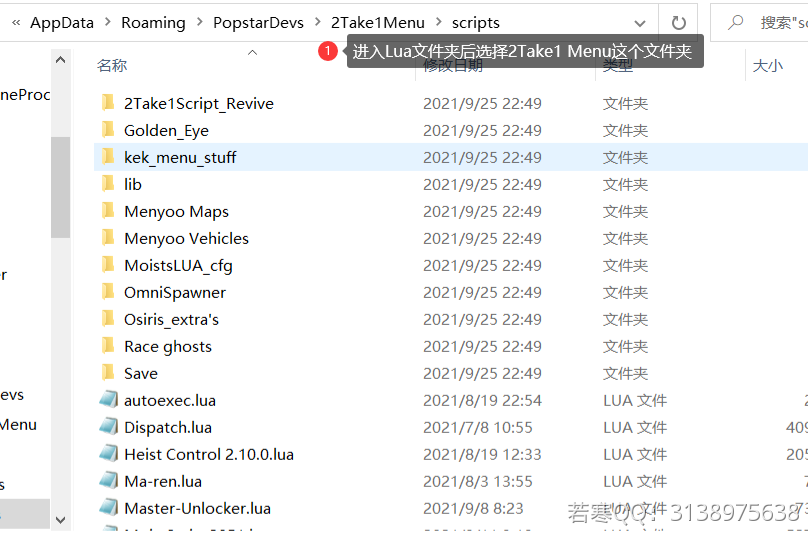 « AppData › Roaming › PopstarDevs › 2Take1Menu › scripts 搜索"sc
1 进入Lua文件夹后选择2Take1 Menu这个文件夹
名称 修改日期 类型 大小
neProc
2Take1Script_Revive 2021/9/25 22:49 文件夹
Golden_Eye 2021/9/25 22:49 文件夹
kek_menu_stuff 2021/9/25 22:49 文件夹
lib 2021/9/25 22:49 文件夹
Menyoo Maps 2021/9/25 22:49 文件夹
Menyoo Vehicles 2021/9/25 22:49 文件夹
MoistsLUA_cfg 2021/9/25 22:49 文件夹
er
OmniSpawner 2021/9/25 22:49 文件夹
Osiris_extra's 2021/9/25 22:49 文件夹
Race ghosts 2021/9/25 22:49 文件夹
Save 2021/9/25 22:49 文件夹
evs
autoexec.lua 2021/8/19 22:54 LUA 文件 2
Menu
Dispatch.lua 2021/7/8 10:55 LUA 文件 409
Heist Control 2.10.0.lua 2021/8/19 12:33 LUA 文件 205
s
Ma-ren.lua 2021/8/3 13:55 LUA 文件 7
Master-Unlocker.lua 2021/9/8 8:23 LUA 文件 73
若寒QQ：3138975638